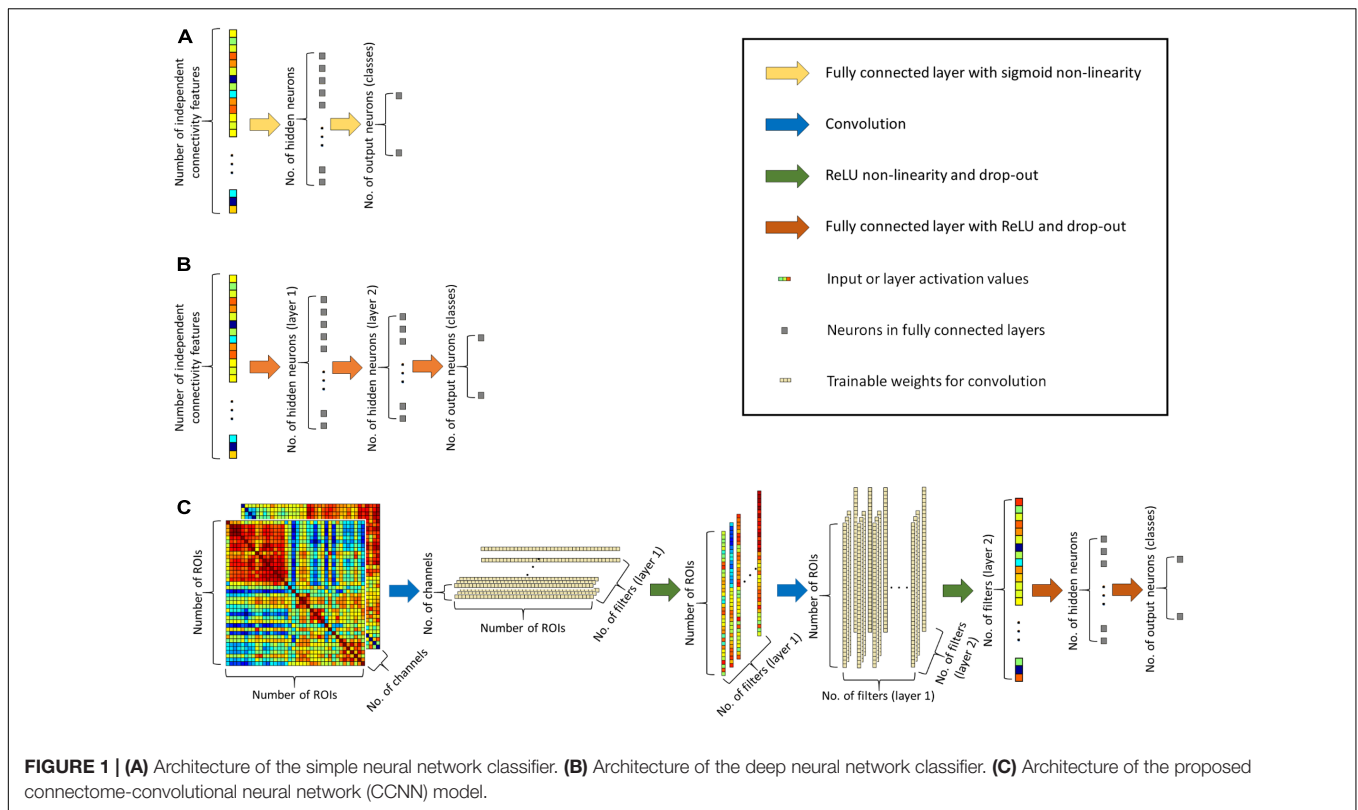 A
Number of independent
connectivity features
No. of hidden neurons
No. of output neurons (classes)
B
Number of independent
connectivity features
No. of hidden neurons (layer 1)
No. of hidden neurons (layer 2)
No. of output neurons (classes)
Fully connected layer with sigmoid non-linearity
Convolution
ReLU non-linearity and drop-out
Fully connected layer with ReLU and drop-out
Input or layer activation values
Neurons in fully connected layers
Trainable weights for convolution
C
Number of ROIs
Number of ROIs
No. of channels
No. of channels
Number of ROIs
No. of filters (layer 1)
Number of ROIs
No. of filters (layer 1)
Number of ROIs
No. of filters (layer 1)
No. of filters
(layer 2)
No. of filters (layer 2)
No. of hidden neurons
No. of output neurons (classes)
FIGURE 1 | (A) Architecture of the simple neural network classifier. (B) Architecture of the deep neural network classifier. (C) Architecture of the proposed
connectome-convolutional neural network (CCNN) model.